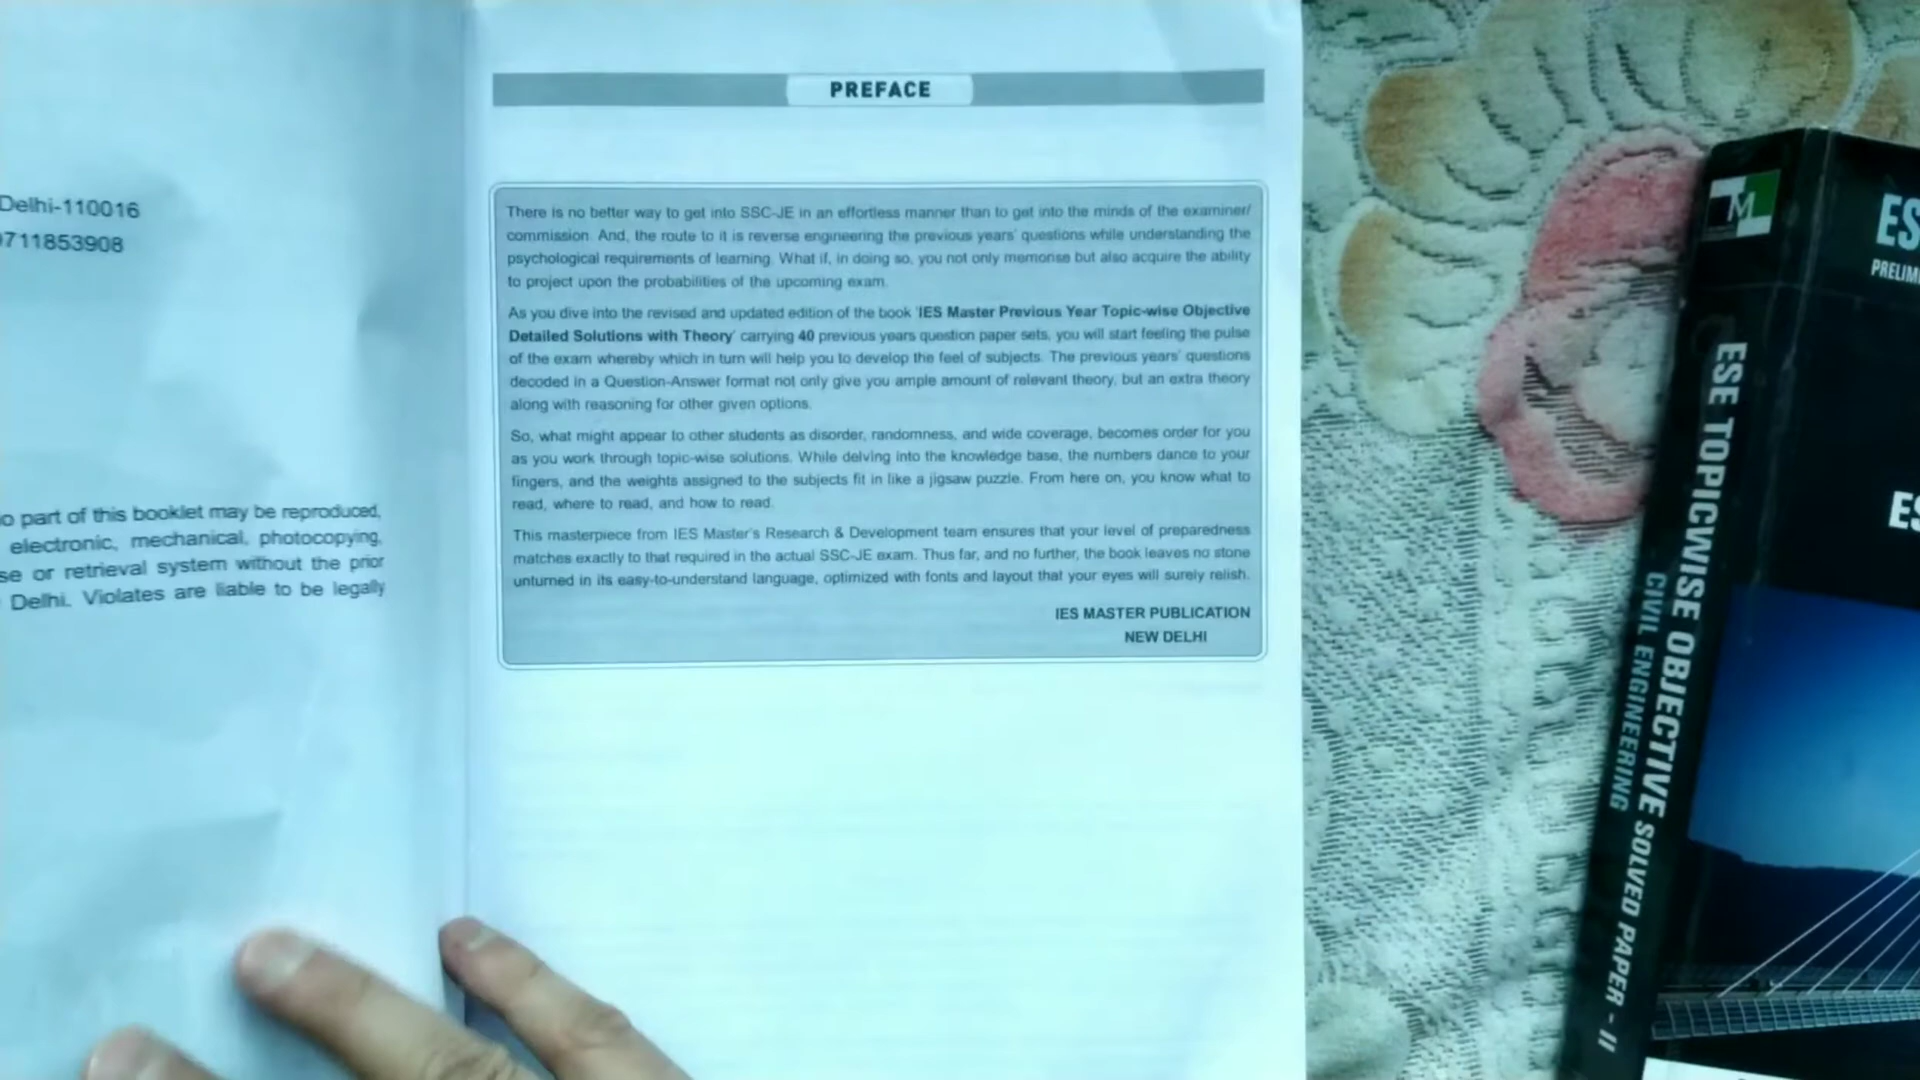 Delhi-110016
9711853908
o part of this booklet may be reproduced,
electronic, mechanical, photocopying,
se or retrieval system without the prior
Delhi. Violates are liable to be legally
PREFACE
There is no better way to get into SSC-JE in an effortless manner than to get into the minds of the examiner/
commission. And, the route to it is reverse engineering the previous years' questions while understanding the
psychological requirements of learning. What if, in doing so, you not only memorise but also acquire the ability
to project upon the probabilities of the upcoming exam.
As you dive into the revised and updated edition of the book 'IES Master Previous Year Topic-wise Objective
Detailed Solutions with Theory' carrying 40 previous years question paper sets, you will start feeling the pulse
of the exam whereby which in turn will help you to develop the feel of subjects. The previous years' questions
decoded in a Question-Answer format not only give you ample amount of relevant theory, but an extra theory
along with reasoning for other given options.
So, what might appear to other students as disorder, randomness, and wide coverage, becomes order for you
as you work through topic-wise solutions. While delving into the knowledge base, the numbers dance to your
fingers, and the weights assigned to the subjects fit in like a jigsaw puzzle. From here on, you know what to
read, where to read, and how to read.
This masterpiece from IES Master's Research & Development team ensures that your level of preparedness
matches exactly to that required in the actual SSC-JE exam. Thus far, and no further, the book leaves no stone
unturned in its easy-to-understand language, optimized with fonts and layout that your eyes will surely relish.
IES MASTER PUBLICATION
NEW DELHI
M
ESE TOPICWISE OBJECTIVE SOLVED PAPER - II
CIVIL ENGINEERING
ES
PRELIM
ES